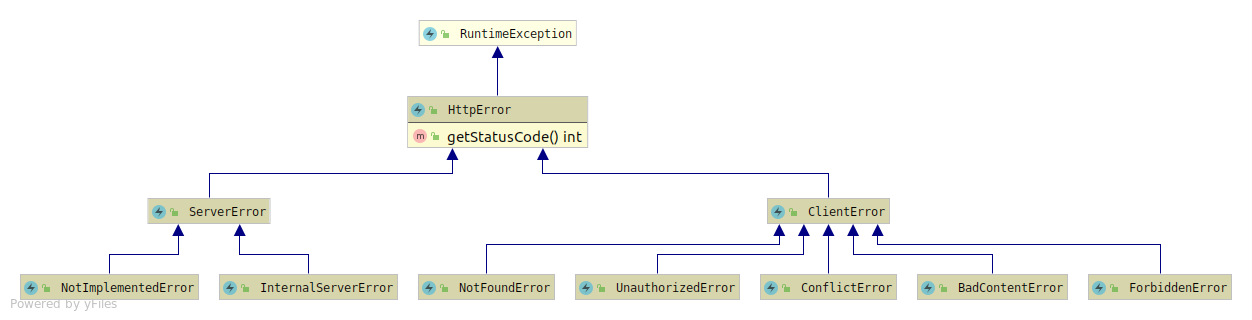 RuntimeException
HttpError
m getStatusCode() int
ServerError
ClientError
NotImplementedError
InternalServerError
NotFoundError
UnauthorizedError
ConflictError
BadContentError
ForbiddenError
Powered by yFiles